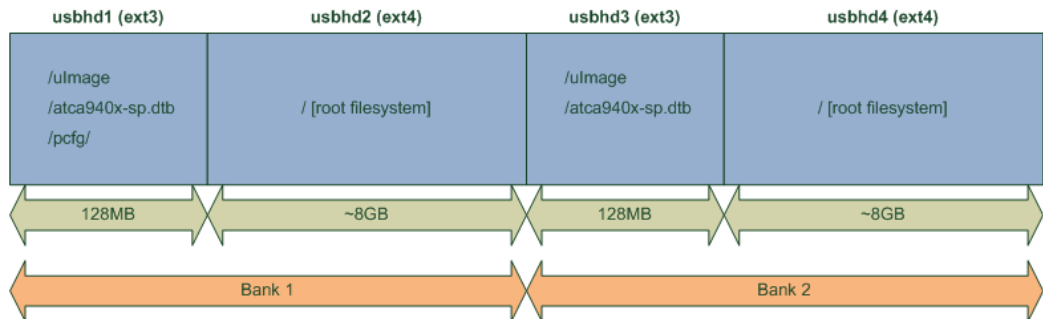 usbhd1 (ext3)
usbhd2 (ext4)
usbhd3 (ext3)
usbhd4 (ext4)
/uImage
/atca940x-sp.dtb
/pcfg/
/ [root filesystem]
/uImage
/atca940x-sp.dtb
/ [root filesystem]
128MB
~8GB
128MB
~8GB
Bank 1
Bank 2